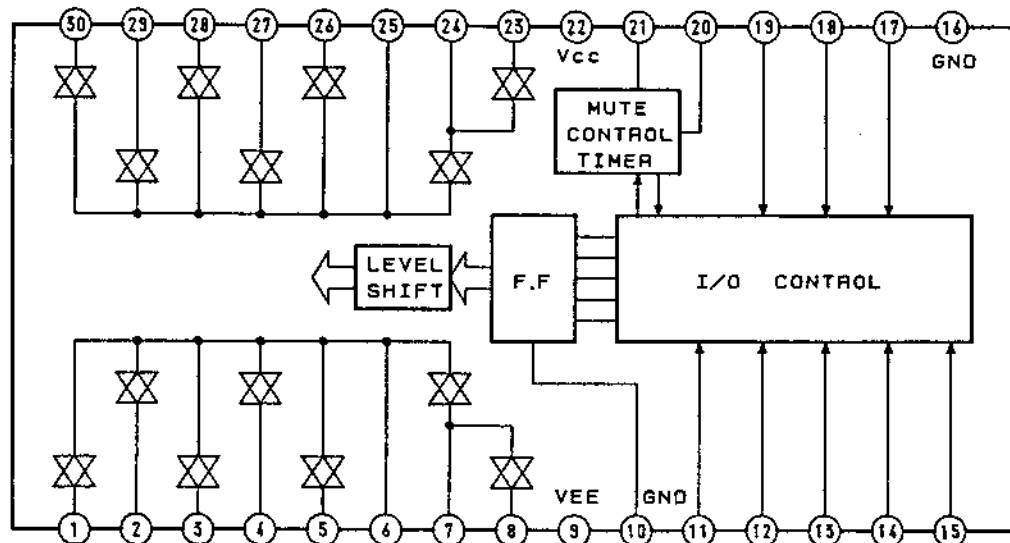 30 29 28 27 26 25 24 23 22 21 20 19 18 17 16
Vcc
GND
MUTE
CONTROL
TIMER
LEVEL
SHIFT
F.F
I/O CONTROL
VEE GND
1 2 3 4 5 6 7 8 9 10 11 12 13 14 15